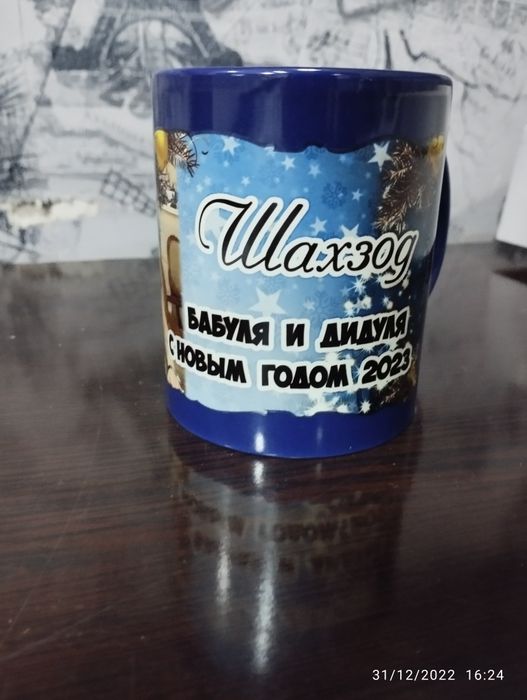 Шахзод
БАБУЛЯ И ДИДУЛЯ
С НОВЫМ ГОДОМ 2023
31/12/2022 16:24